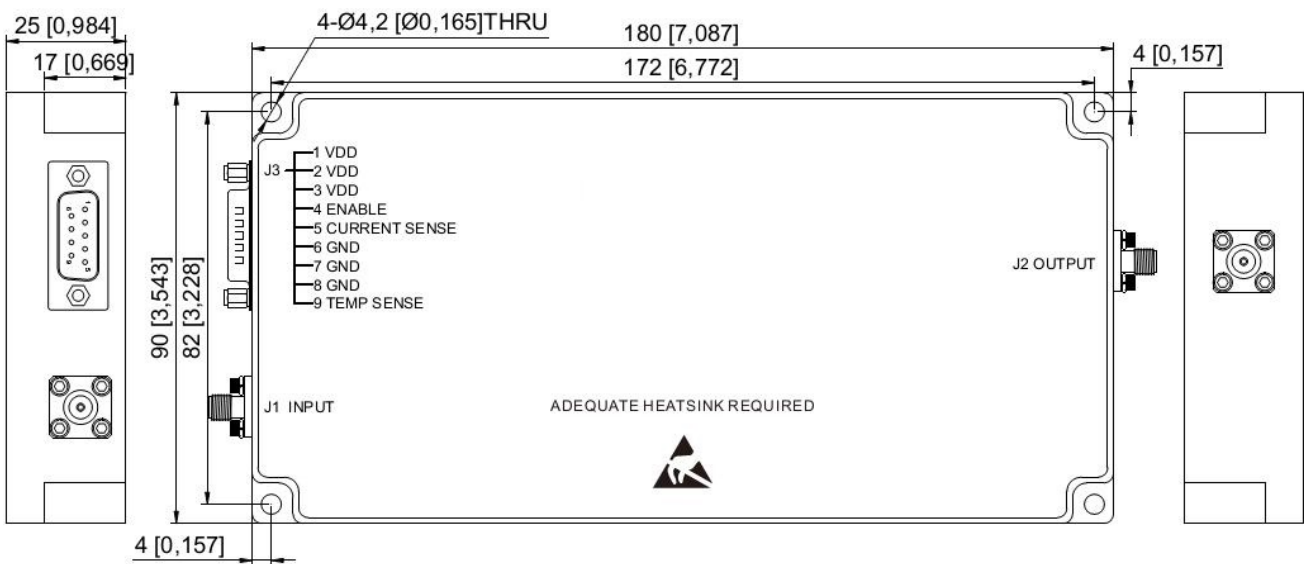 4-Ø4,2 [Ø0,165]THRU
25 [0,984]
180 [7,087]
17 [0,669]
172 [6,772]
4 [0,157]
J3
1 VDD
2 VDD
3 VDD
4 ENABLE
5 CURRENT SENSE
6 GND
7 GND
8 GND
9 TEMP SENSE
90 [3,543]
82 [3,228]
J2 OUTPUT
J1 INPUT
ADEQUATE HEATSINK REQUIRED
4 [0,157]